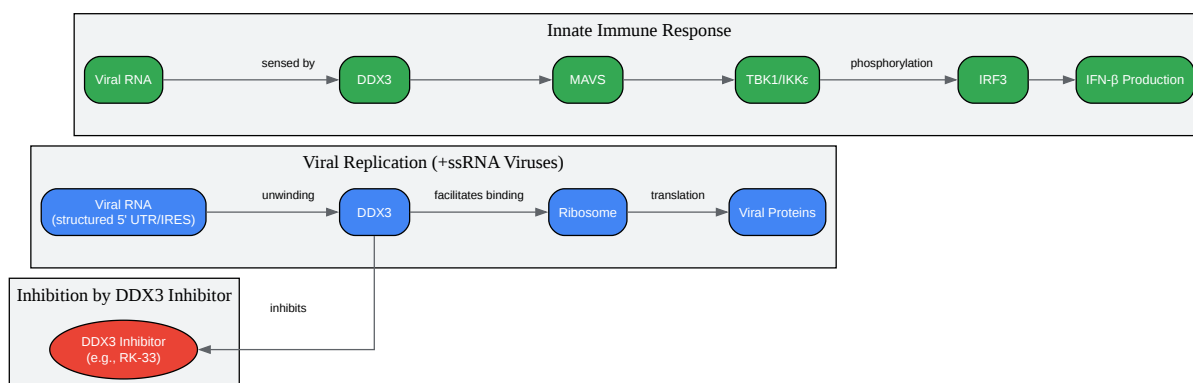 Innate Immune Response
Viral RNA
sensed by
DDX3
MAVS
TBK1/IKKε
phosphorylation
IRF3
IFN-β Production
Viral Replication (+ssRNA Viruses)
Viral RNA
(structured 5' UTR/IRES)
unwinding
DDX3
facilitates binding
Ribosome
translation
Viral Proteins
Inhibition by DDX3 Inhibitor
inhibits
DDX3 Inhibitor
(e.g., RK-33)